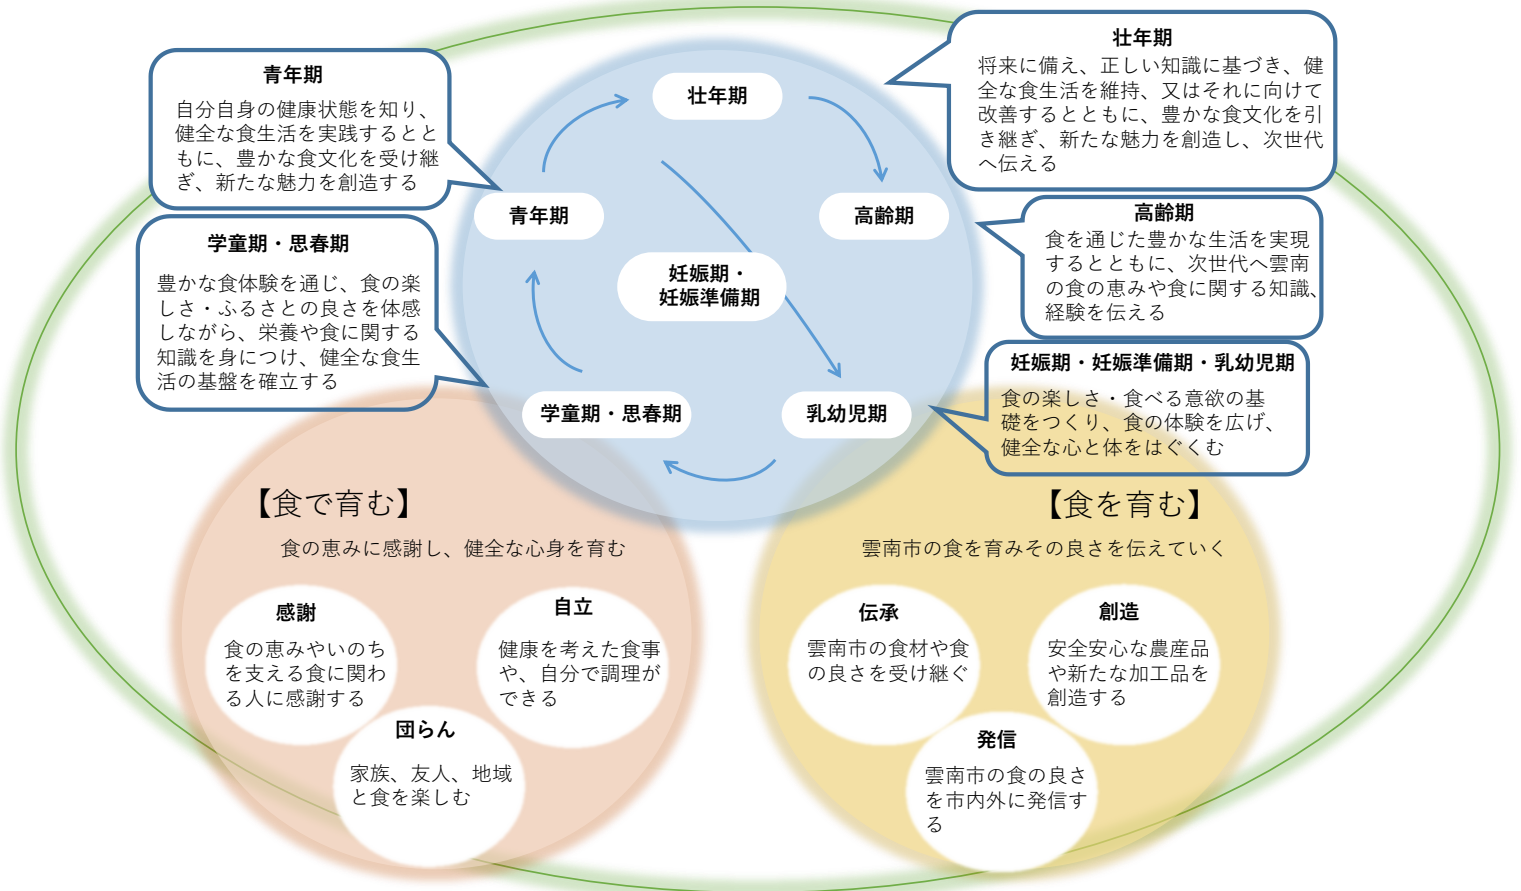 青年期
自分自身の健康状態を知り、
健全な食生活を実践するとと
もに、豊かな食文化を受け継
ぎ、新たな魅力を創造する
学童期・思春期
豊かな食体験を通じ、食の楽
しさ・ふるさとの良さを体感
しながら、栄養や食に関する
知識を身につけ、健全な食生
活の基盤を確立する
壮年期
将来に備え、正しい知識に基づき、健
全な食生活を維持、又はそれに向けて
改善するとともに、豊かな食文化を引
き継ぎ、新たな魅力を創造し、次世代
へ伝える
高齢期
食を通じた豊かな生活を実現
するとともに、次世代へ雲南
の食の恵みや食に関する知識、
経験を伝える
妊娠期・妊娠準備期・乳幼児期
食の楽しさ・食べる意欲の基
礎をつくり、食の体験を広げ、
健全な心と体をはぐくむ
壮年期
青年期
高齢期
妊娠期・
妊娠準備期
学童期・思春期
乳幼児期
【食で育む】
食の恵みに感謝し、健全な心身を育む
感謝
食の恵みやいのち
を支える食に関わ
る人に感謝する
自立
健康を考えた食事
や、自分で調理が
できる
団らん
家族、友人、地域
と食を楽しむ
【食を育む】
雲南市の食を育みその良さを伝えていく
伝承
雲南市の食材や食
の良さを受け継ぐ
創造
安全安心な農産品
や新たな加工品を
創造する
発信
雲南市の食の良さ
を市内外に発信す
る